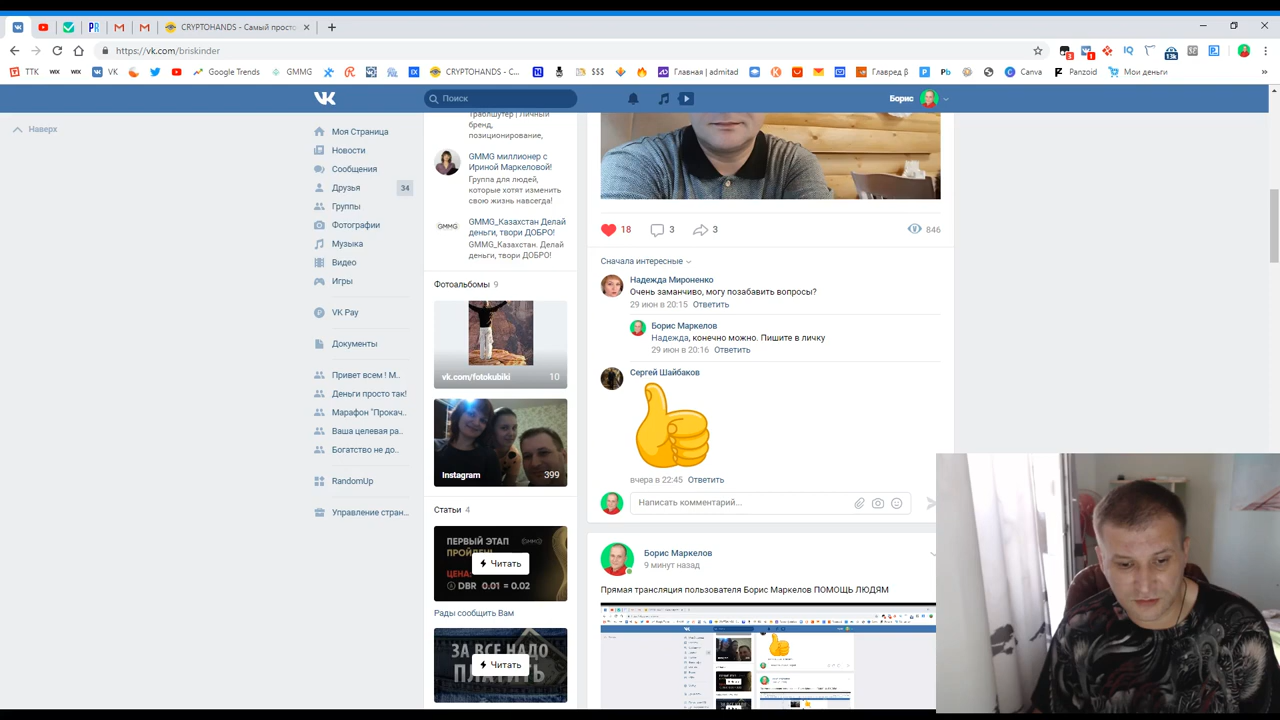 CRYPTOHANDS - Самый просто
https://vk.com/briskinder
ТТК
WIX
WIX
VK
Google Trends
GMMG
CRYPTOHANDS - C...
$$$
Главная | admitad
Главред β
Canva
Panzoid
Мои деньги
Поиск
Борис
Наверх
Моя Страница
Новости
Сообщения
Друзья
34
Группы
Фотографии
Музыка
Видео
Игры
VK Pay
Документы
Привет всем ! М..
Деньги просто так!
Марафон "Прокач..
Ваша целевая ра..
Богатство не до..
RandomUp
Управление стран...
Траблшутер | Личный
бренд,
позиционирование,
GMMG миллионер с
Ириной Маркеловой!
Группа для людей,
которые хотят изменить
свою жизнь навсегда!
GMMG
GMMG_Казахстан Делай
деньги, твори ДОБРО!
GMMG_Казахстан. Делай
деньги, твори ДОБРО!
Фотоальбомы 9
vk.com/fotokubiki 10
Instagram 399
Статьи 4
ПЕРВЫЙ ЭТАП
ПРОЙДЕН!
GMMG
Читать
ЦЕНА:
DBR 0.01 = 0.02
Рады сообщить Вам
ЗА ВСЕ НАДО
Читать
ПЛАТИТЬ
18
3
3
846
Сначала интересные
Надежда Мироненко
Очень заманчиво, могу позабавить вопросы?
29 июн в 20:15 Ответить
Борис Маркелов
Надежда, конечно можно. Пишите в личку
29 июн в 20:16 Ответить
Сергей Шайбаков
вчера в 22:45 Ответить
Написать комментарий...
Борис Маркелов
9 минут назад
Прямая трансляция пользователя Борис Маркелов ПОМОЩЬ ЛЮДЯМ